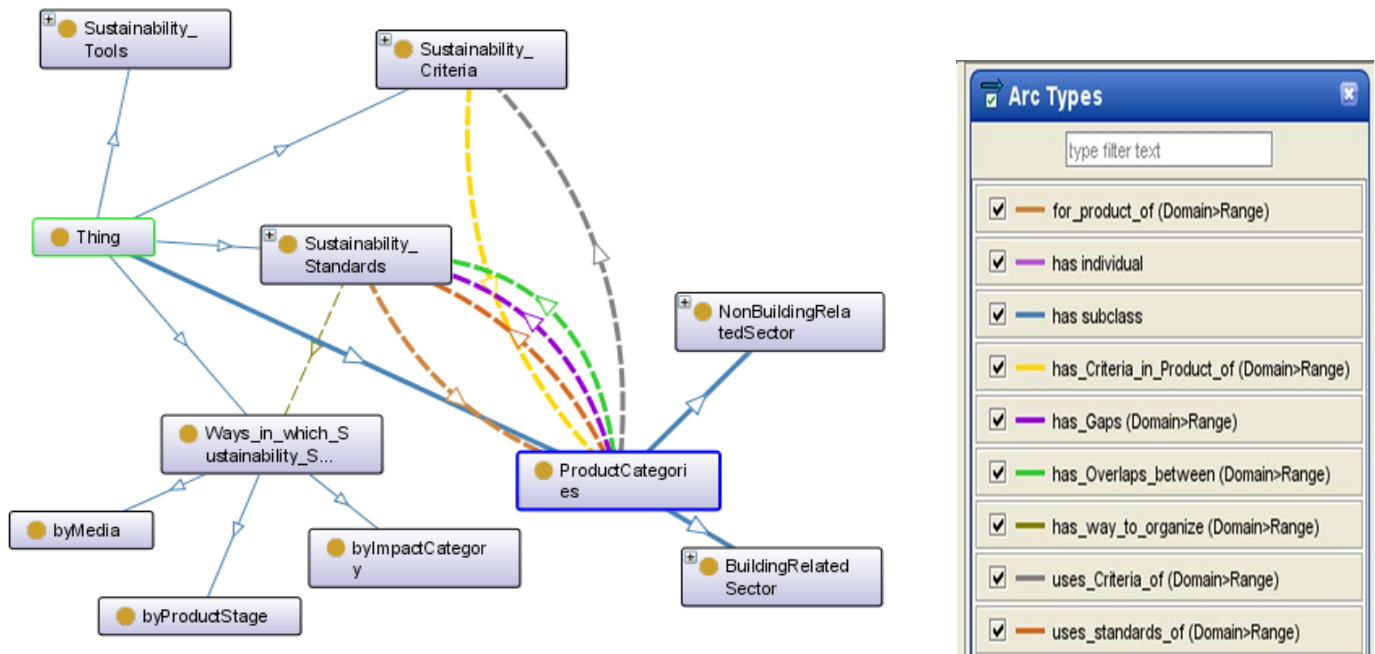 Sustainability_
Tools
Sustainability_
Criteria
Thing
Sustainability_
Standards
NonBuildingRela
tedSector
Ways_in_which_S
ustainability_S...
ProductCategori
es
byMedia
byImpactCategor
y
BuildingRelated
Sector
byProductStage
Arc Types
type filter text
for_product_of (Domain>Range)
has individual
has subclass
has_Criteria_in_Product_of (Domain>Range)
has_Gaps (Domain>Range)
has_Overlaps_between (Domain>Range)
has_way_to_organize (Domain>Range)
uses_Criteria_of (Domain>Range)
uses_standards_of (Domain>Range)